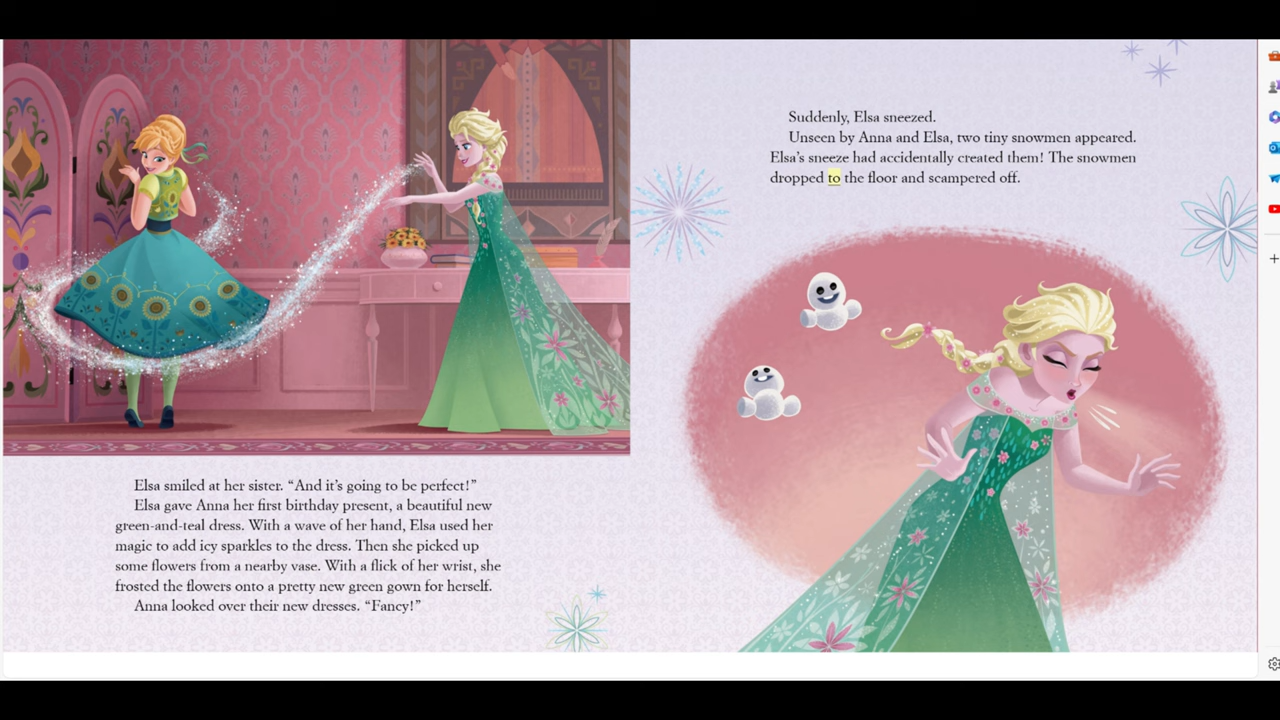 Elsa smiled at her sister. “And it’s going to be perfect!”
Elsa gave Anna her first birthday present, a beautiful new
green-and-teal dress. With a wave of her hand, Elsa used her
magic to add icy sparkles to the dress. Then she picked up
some flowers from a nearby vase. With a flick of her wrist, she
frosted the flowers onto a pretty new green gown for herself.
Anna looked over their new dresses. “Fancy!”
Suddenly, Elsa sneezed.
Unseen by Anna and Elsa, two tiny snowmen appeared.
Elsa’s sneeze had accidentally created them! The snowmen
dropped to the floor and scampered off.